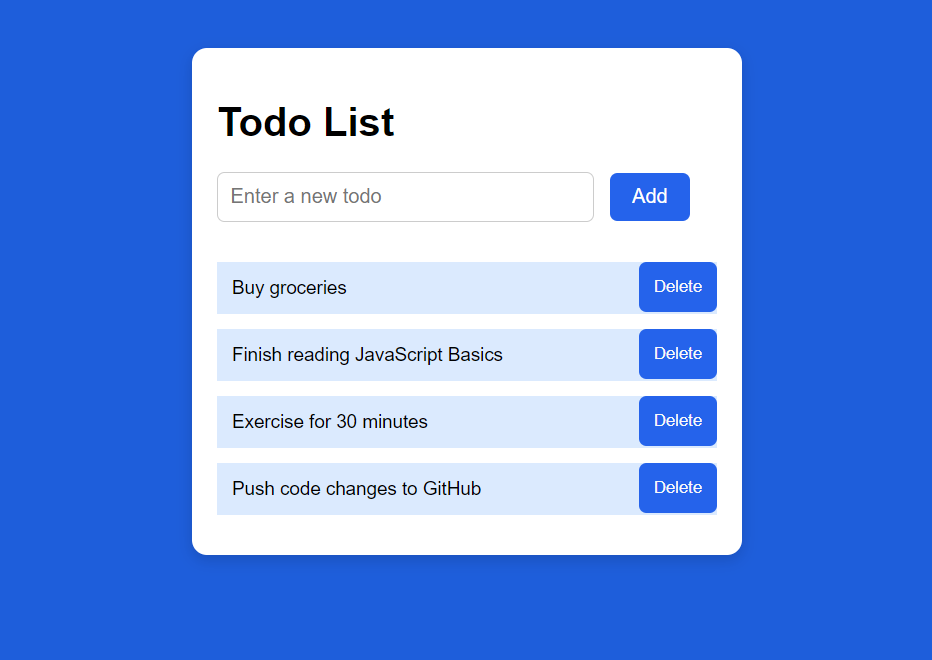 Todo List
Enter a new todo Add
Buy groceries Delete
Finish reading JavaScript Basics Delete
Exercise for 30 minutes Delete
Push code changes to GitHub Delete